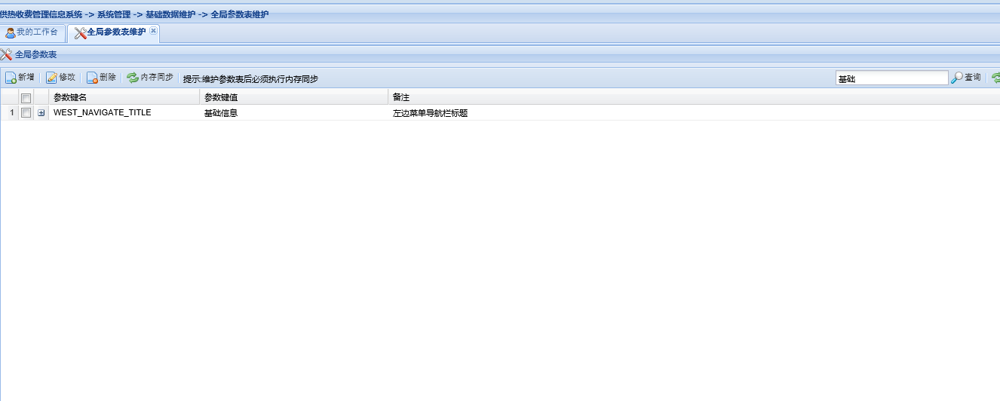 供热收费管理信息系统 -> 系统管理 -> 基础数据维护 -> 全局参数表维护
我的工作台 全局参数表维护
全局参数表
新增 修改 删除 内存同步 提示:维护参数表后必须执行内存同步 基础 查询
参数键名 参数键值 备注
1 WEST_NAVIGATE_TITLE 基础信息 左边菜单导航栏标题